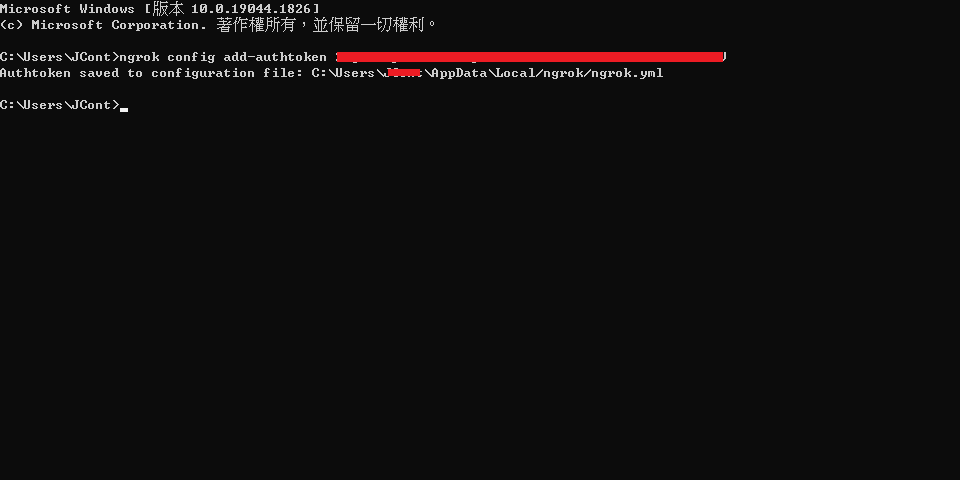 Microsoft Windows [版本 10.0.19044.1826]
(c) Microsoft Corporation. 著作權所有，並保留一切權利。
C:\Users\JCont>ngrok config add-authtoken
Authtoken saved to configuration file: C:\Users\ \AppData\Local/ngrok/ngrok.yml
C:\Users\JCont>